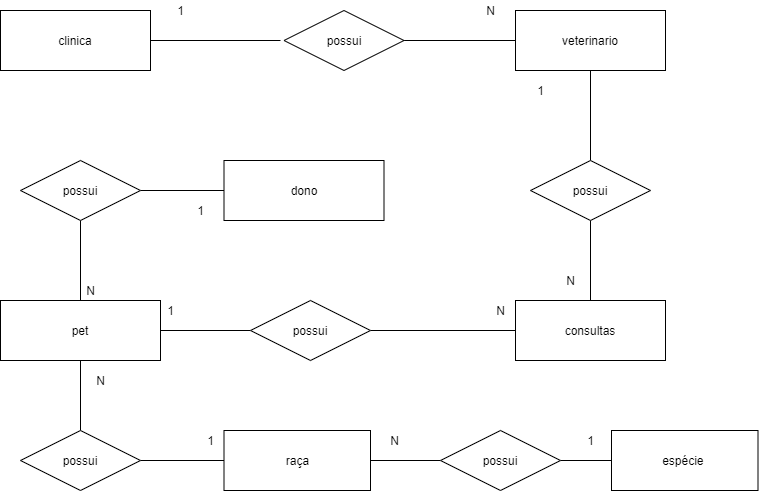 1
N
clinica
possui
veterinario
1
possui
dono
possui
1
N
N
1
N
pet
possui
consultas
N
1
N
1
possui
raça
possui
espécie